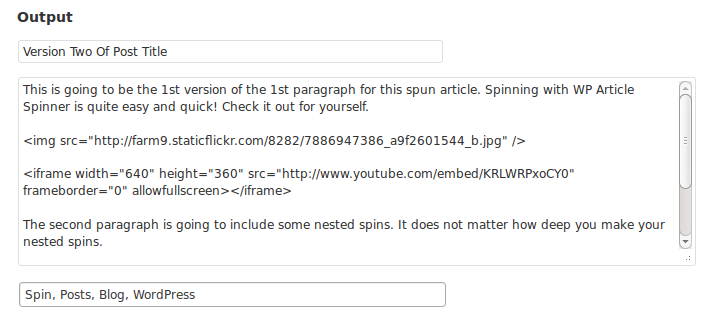 Output
Version Two Of Post Title
This is going to be the 1st version of the 1st paragraph for this spun article. Spinning with WP Article
Spinner is quite easy and quick! Check it out for yourself.
<img src="http://farm9.staticflickr.com/8282/7886947386_a9f2601544_b.jpg" />
<iframe width="640" height="360" src="http://www.youtube.com/embed/KRLWRPxoCY0"
frameborder="0" allowfullscreen></iframe>
The second paragraph is going to include some nested spins. It does not matter how deep you make your
nested spins.
Spin, Posts, Blog, WordPress